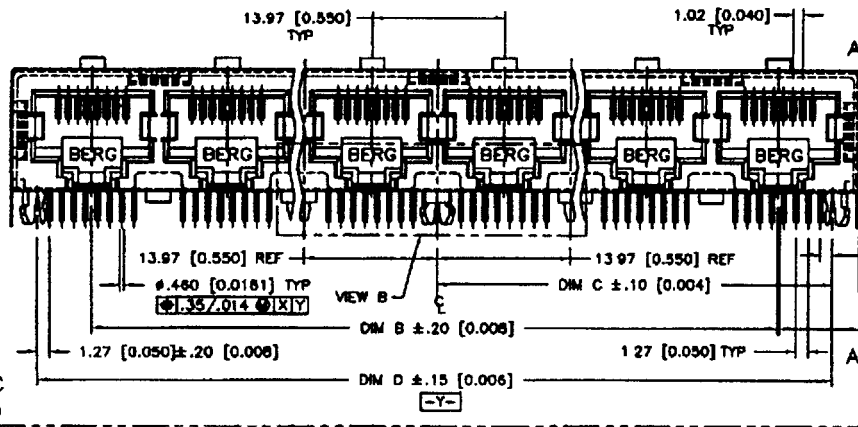 13.97 [0.550]
TYP
1.02 [0.040]
TYP
A
BERG BERG BERG BERG BERG BERG
13.97 [0.550] REF
13.97 [0.550] REF
ø.460 [0.0181] TYP
.35/.014 Ⓜ X Y
VIEW B
℄
DIM C ±.10 [0.004]
DIM B ±.20 [0.008]
1.27 [0.050]±.20 [0.008]
1.27 [0.050] TYP
A
DIM D ±.15 [0.006]
C
-Y-